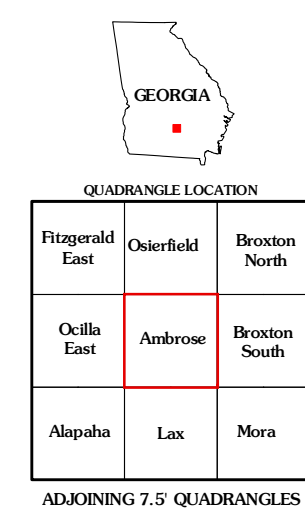 GEORGIA
QUADRANGLE LOCATION
Fitzgerald East
Osierfield
Broxton North
Ocilla East
Ambrose
Broxton South
Alapaha
Lax
Mora
ADJOINING 7.5' QUADRANGLES